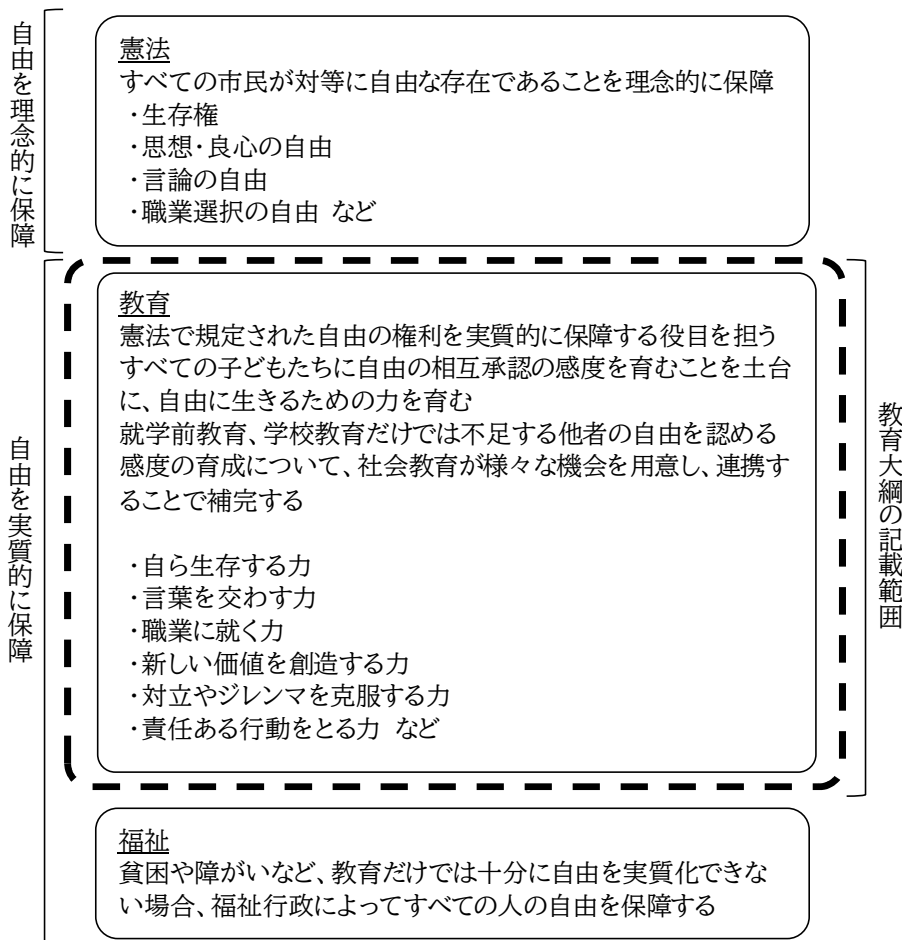 自由を理念的に保障
憲法
すべての市民が対等に自由な存在であることを理念的に保障
・生存権
・思想・良心の自由
・言論の自由
・職業選択の自由 など
自由を実質的に保障
教育
憲法で規定された自由の権利を実質的に保障する役目を担う
すべての子どもたちに自由の相互承認の感度を育むことを土台
に、自由に生きるための力を育む
就学前教育、学校教育だけでは不足する他者の自由を認める
感度の育成について、社会教育が様々な機会を用意し、連携す
ることで補完する
・自ら生存する力
・言葉を交わす力
・職業に就く力
・新しい価値を創造する力
・対立やジレンマを克服する力
・責任ある行動をとる力 など
教育大綱の記載範囲
福祉
貧困や障がいなど、教育だけでは十分に自由を実質化できな
い場合、福祉行政によってすべての人の自由を保障する